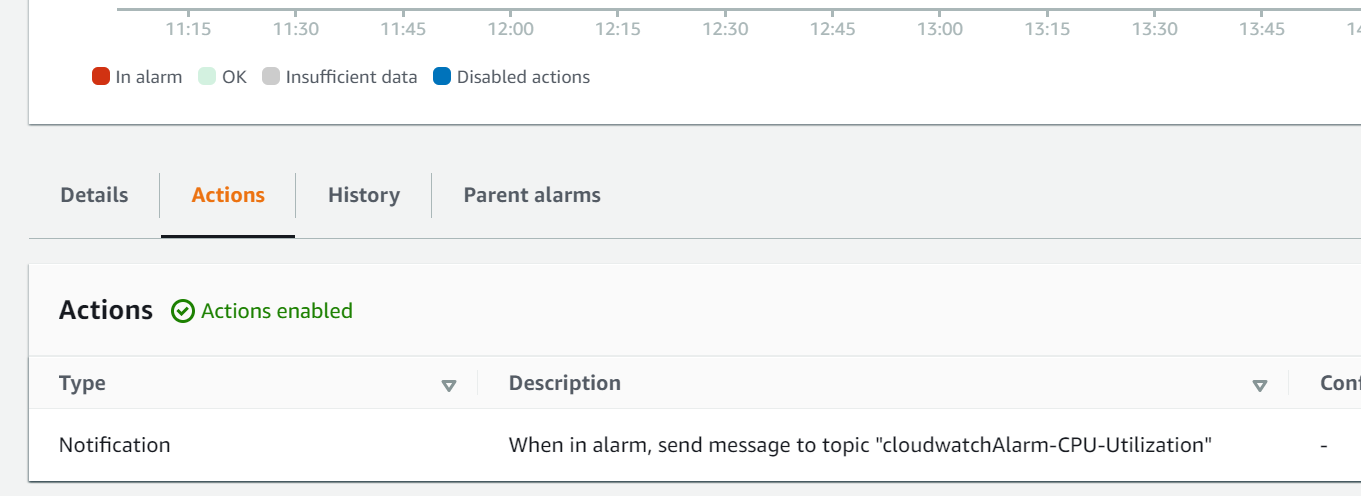 11:15 11:30 11:45 12:00 12:15 12:30 12:45 13:00 13:15 13:30 13:45
In alarm OK Insufficient data Disabled actions
Details Actions History Parent alarms
Actions Actions enabled
Type Description
Notification When in alarm, send message to topic "cloudwatchAlarm-CPU-Utilization" -